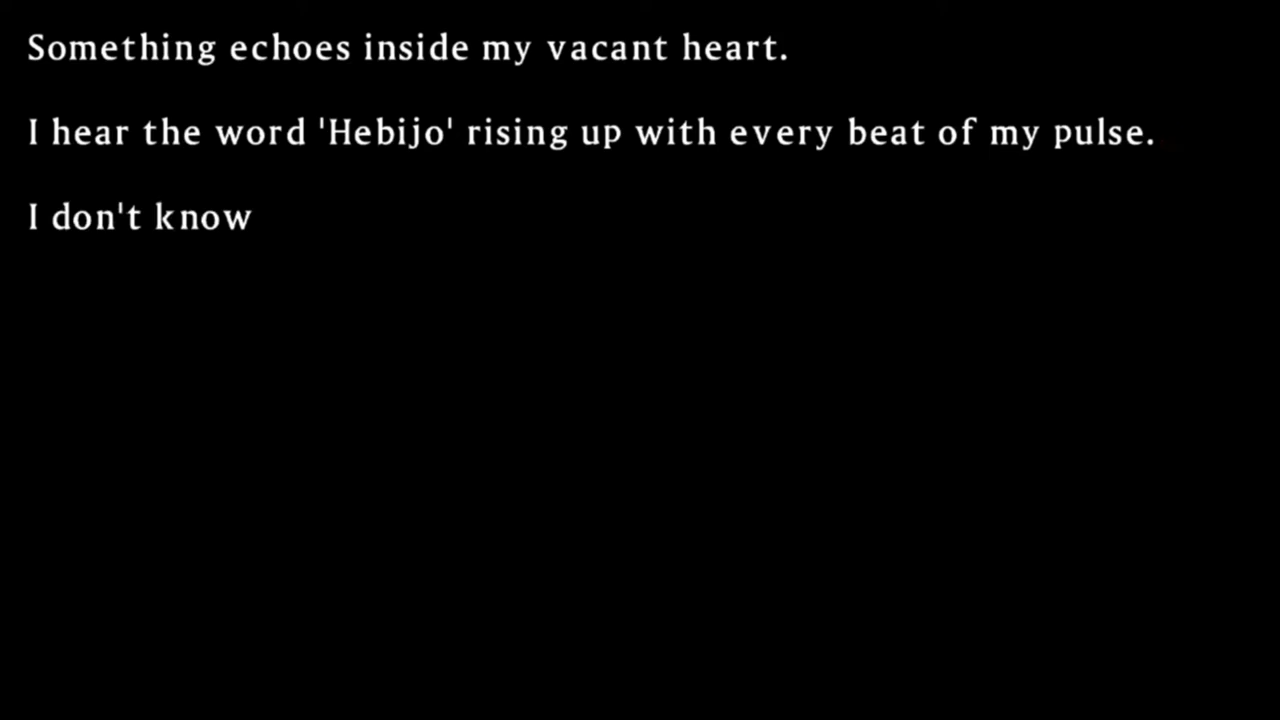 Something echoes inside my vacant heart.
I hear the word 'Hebijo' rising up with every beat of my pulse.
I don't know